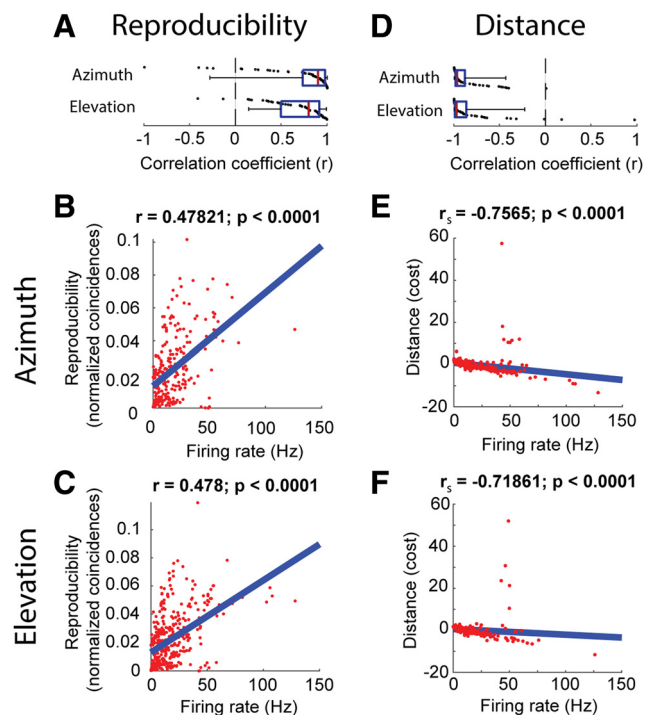 A Reproducibility
Azimuth
Elevation
-1 -0.5 0 0.5 1
Correlation coefficient (r)
D Distance
Azimuth
Elevation
-1 -0.5 0 0.5 1
Correlation coefficient (r)
Azimuth
B
r = 0.47821; p < 0.0001
Reproducibility
(normalized coincidences)
0.1
0.08
0.06
0.04
0.02
0
0 50 100 150
Firing rate (Hz)
E
rs = -0.7565; p < 0.0001
Distance (cost)
60
40
20
0
-20
0 50 100 150
Firing rate (Hz)
Elevation
C
r = 0.478; p < 0.0001
Reproducibility
(normalized coincidences)
0.1
0.08
0.06
0.04
0.02
0
0 50 100 150
Firing rate (Hz)
F
rs = -0.71861; p < 0.0001
Distance (cost)
60
40
20
0
-20
0 50 100 150
Firing rate (Hz)